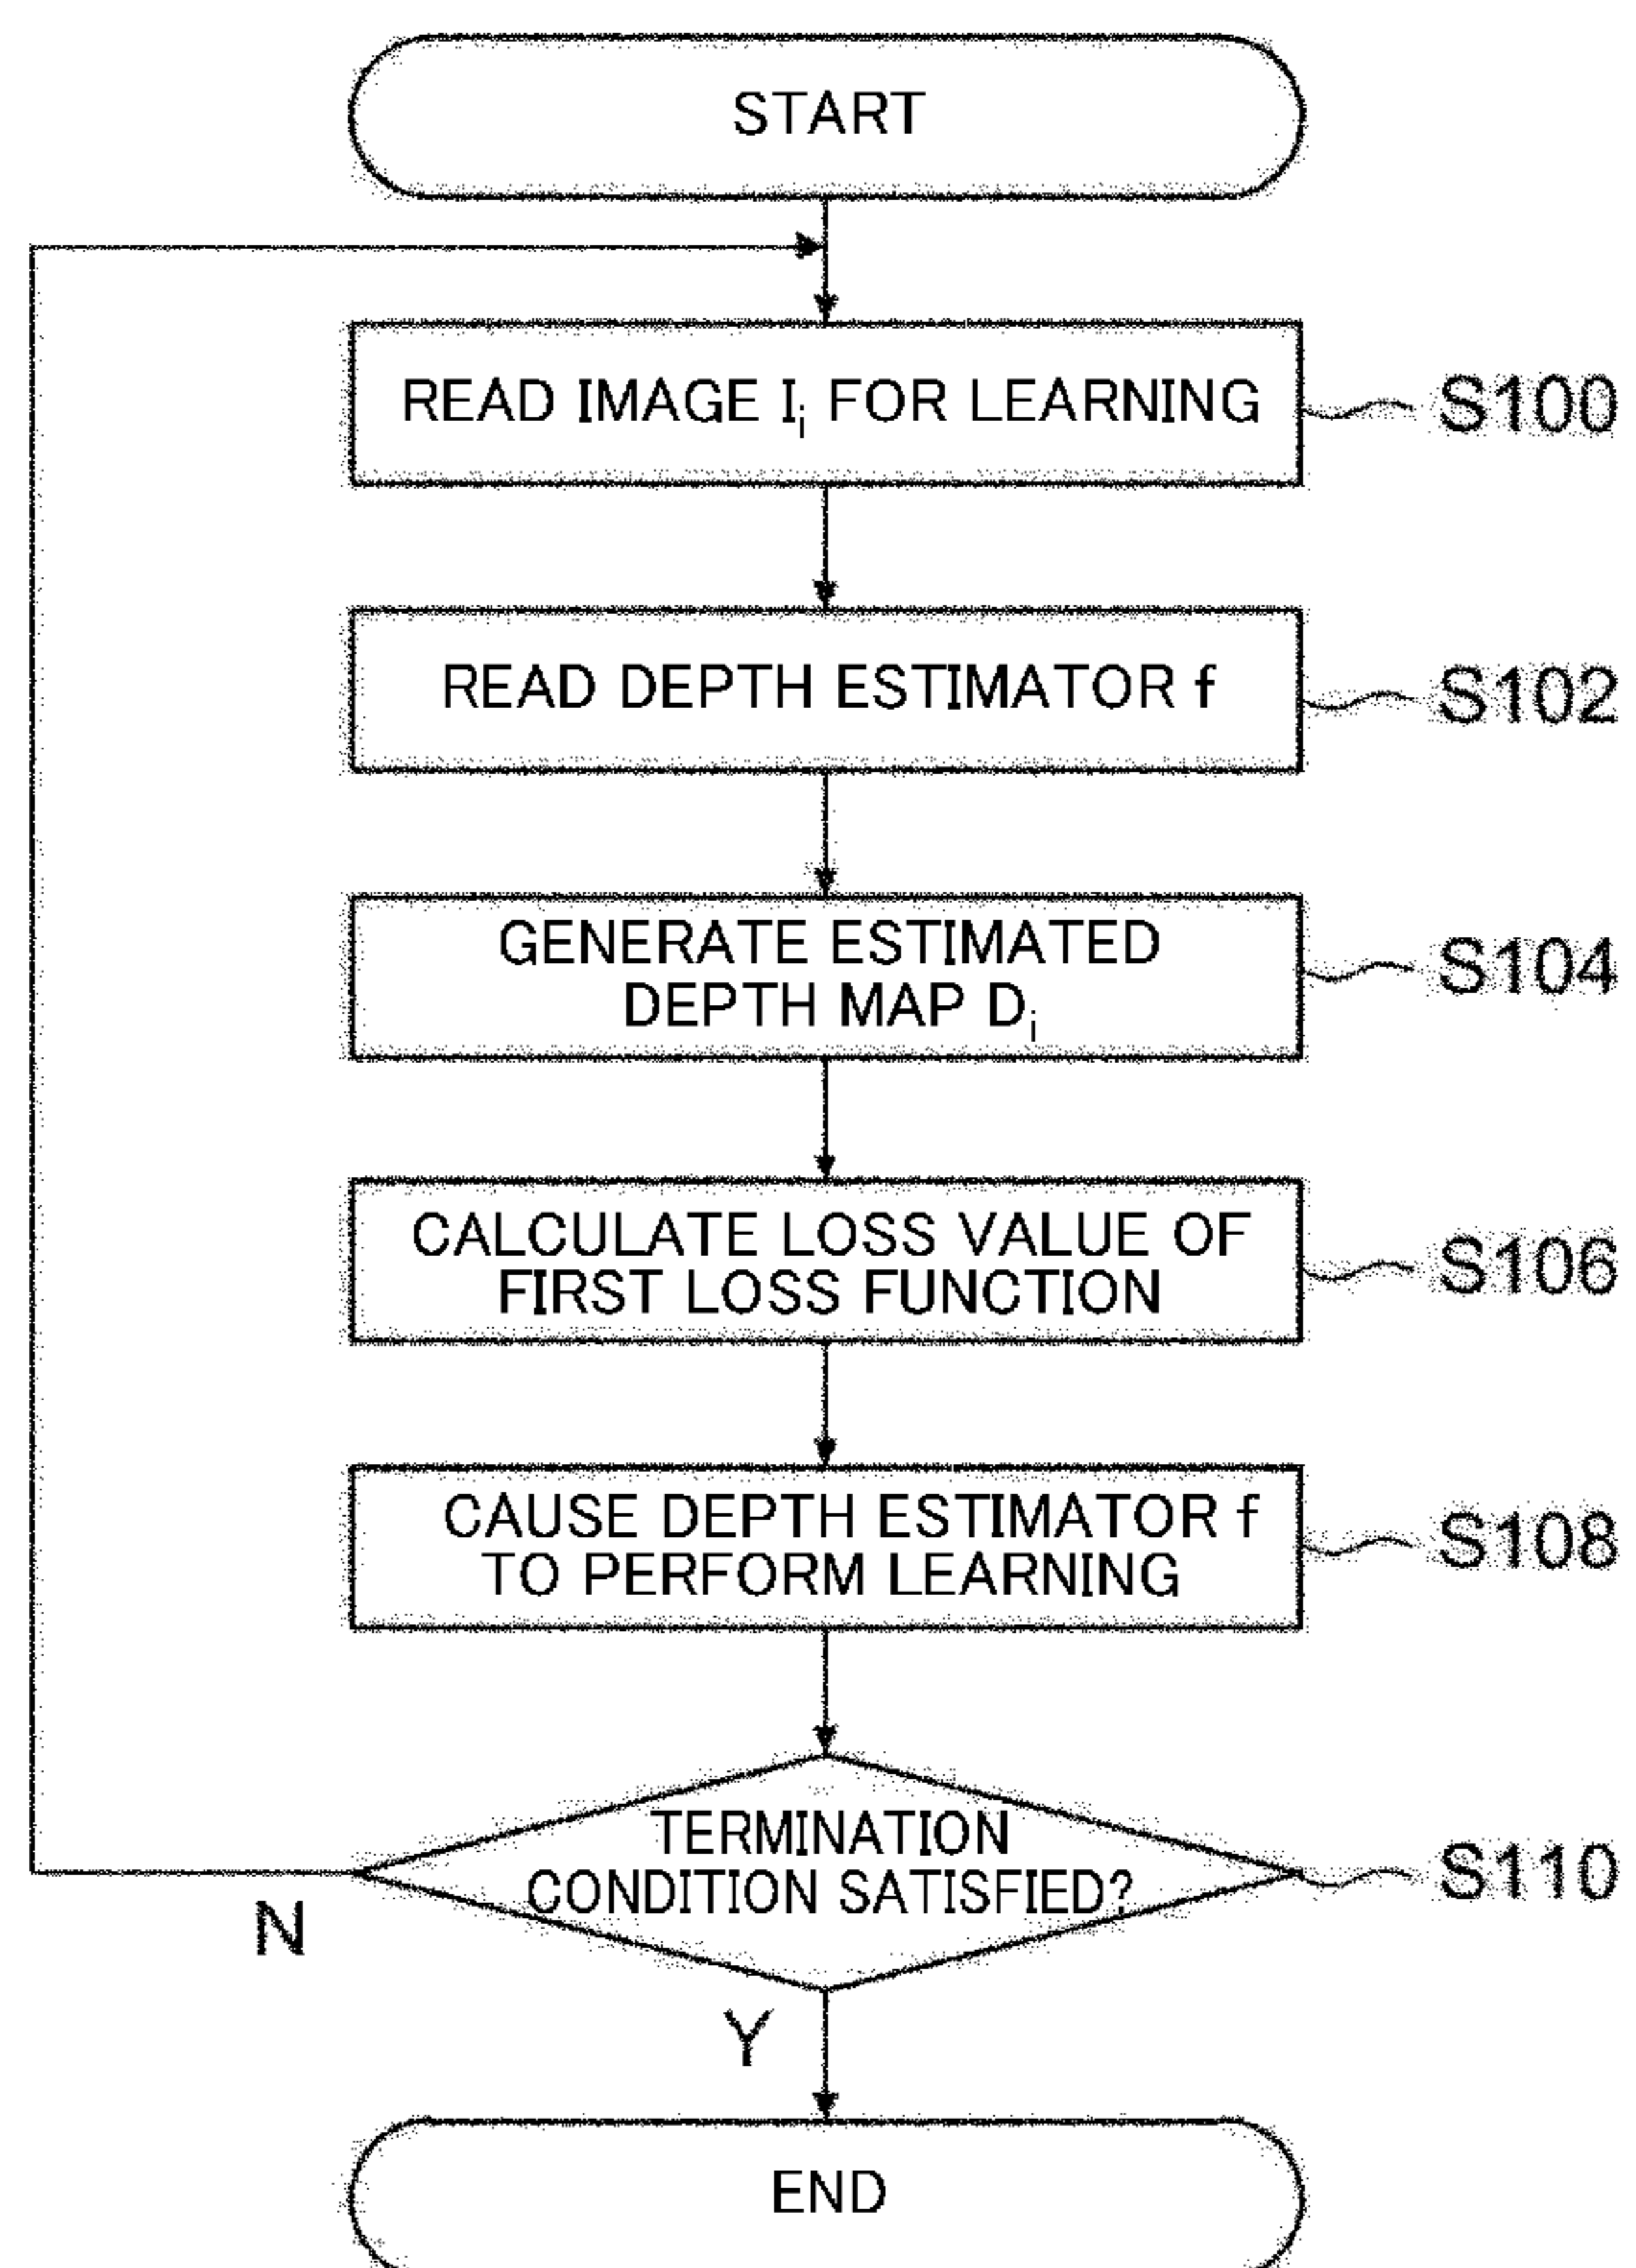 START
READ IMAGE Iᵢ FOR LEARNING
S100
READ DEPTH ESTIMATOR f
S102
GENERATE ESTIMATED
DEPTH MAP Dᵢ
S104
CALCULATE LOSS VALUE OF
FIRST LOSS FUNCTION
S106
CAUSE DEPTH ESTIMATOR f
TO PERFORM LEARNING
S108
TERMINATION
CONDITION SATISFIED?
S110
N
Y
END